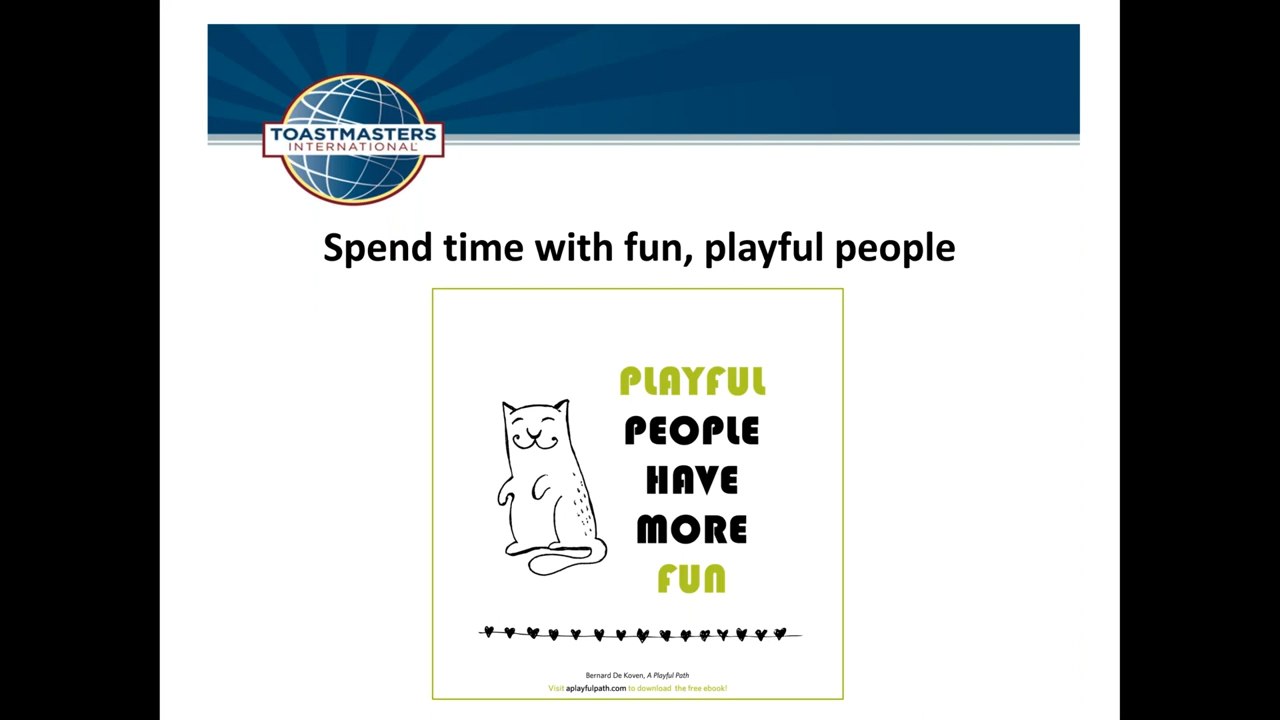 TOASTMASTERS
INTERNATIONAL
Spend time with fun, playful people
PLAYFUL
PEOPLE
HAVE
MORE
FUN
Bernard De Koven, A Playful Path
Visit aplayfulpath.com to download the free ebook!